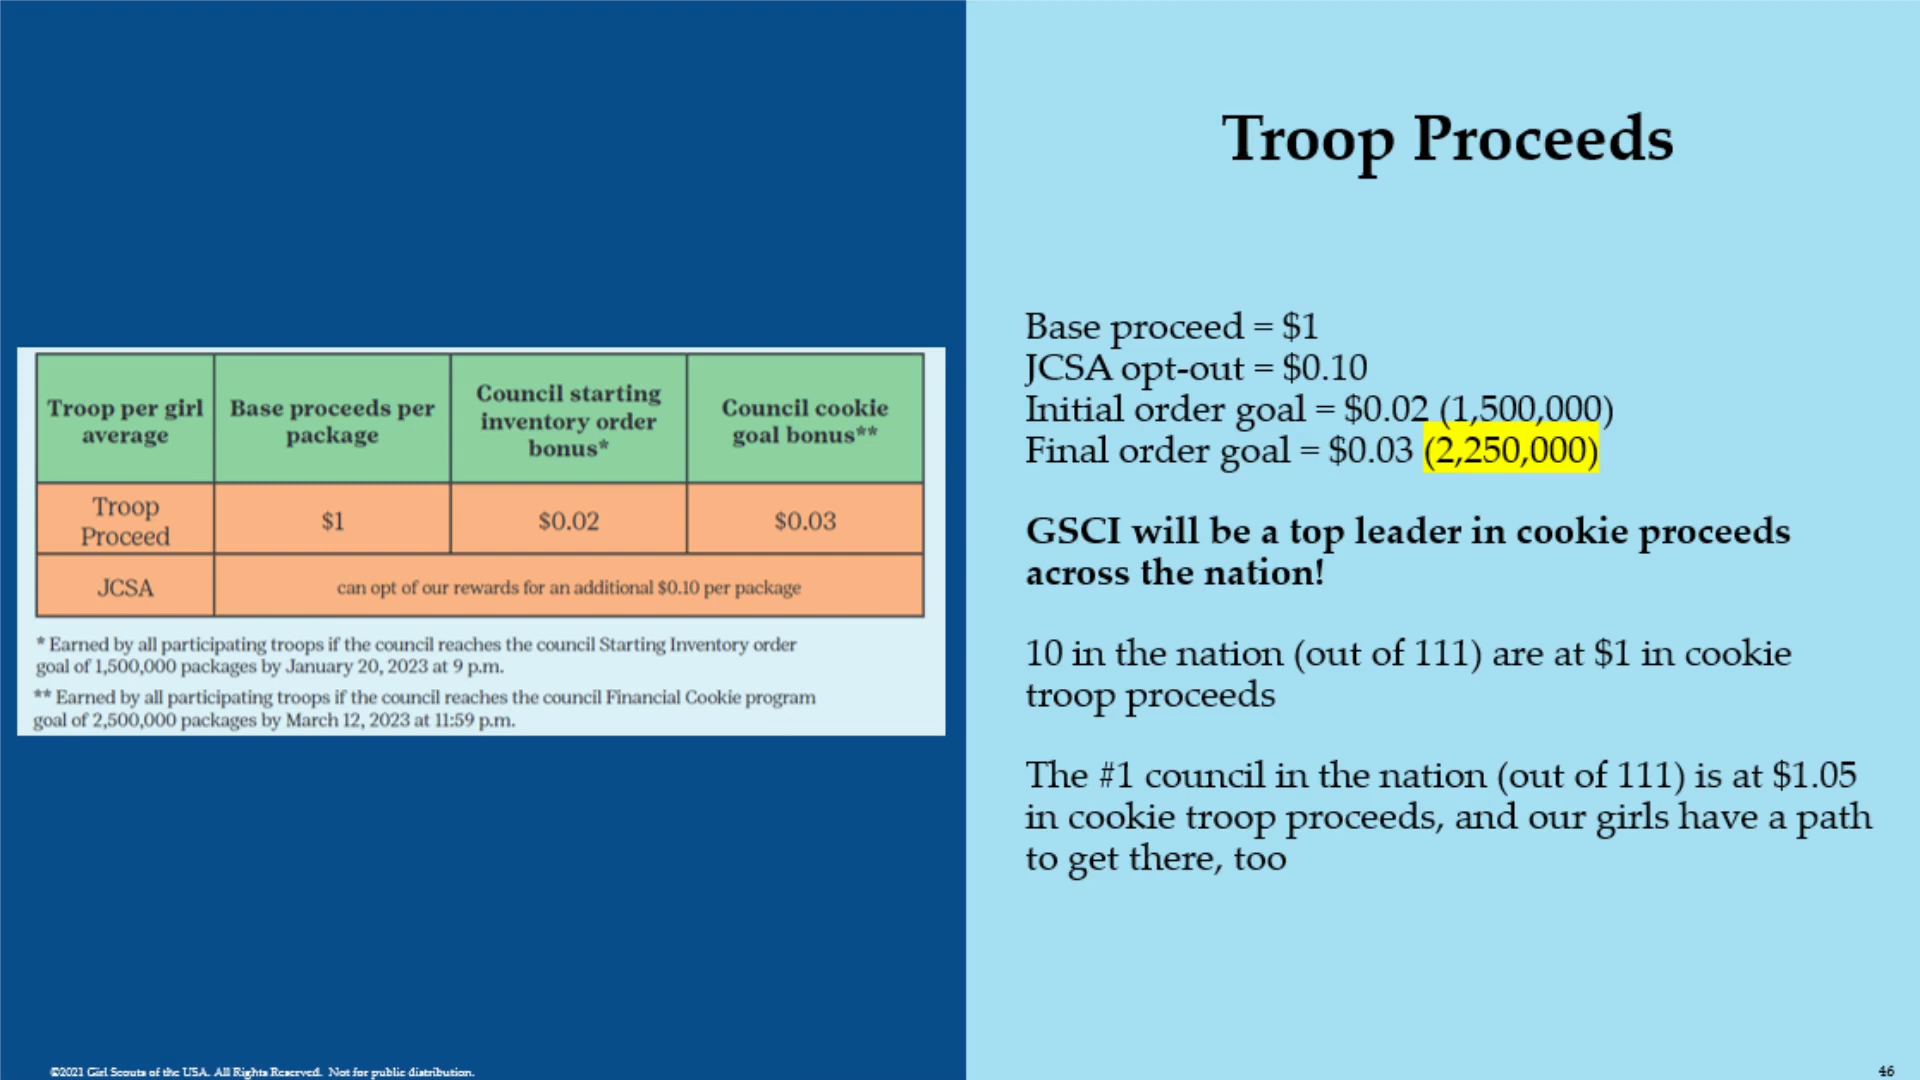 Troop per girl average
Base proceeds per package
Council starting inventory order bonus*
Council cookie goal bonus**
Troop Proceed
$1
$0.02
$0.03
JCSA
can opt of our rewards for an additional $0.10 per package
* Earned by all participating troops if the council reaches the council Starting Inventory order
goal of 1,500,000 packages by January 20, 2023 at 9 p.m.
** Earned by all participating troops if the council reaches the council Financial Cookie program
goal of 2,500,000 packages by March 12, 2023 at 11:59 p.m.
Troop Proceeds
Base proceed = $1
JCSA opt-out = $0.10
Initial order goal = $0.02 (1,500,000)
Final order goal = $0.03 (2,250,000)
GSCI will be a top leader in cookie proceeds
across the nation!
10 in the nation (out of 111) are at $1 in cookie
troop proceeds
The #1 council in the nation (out of 111) is at $1.05
in cookie troop proceeds, and our girls have a path
to get there, too
©2021 Girl Scouts of the USA. All Rights Reserved. Not for public distribution.
46